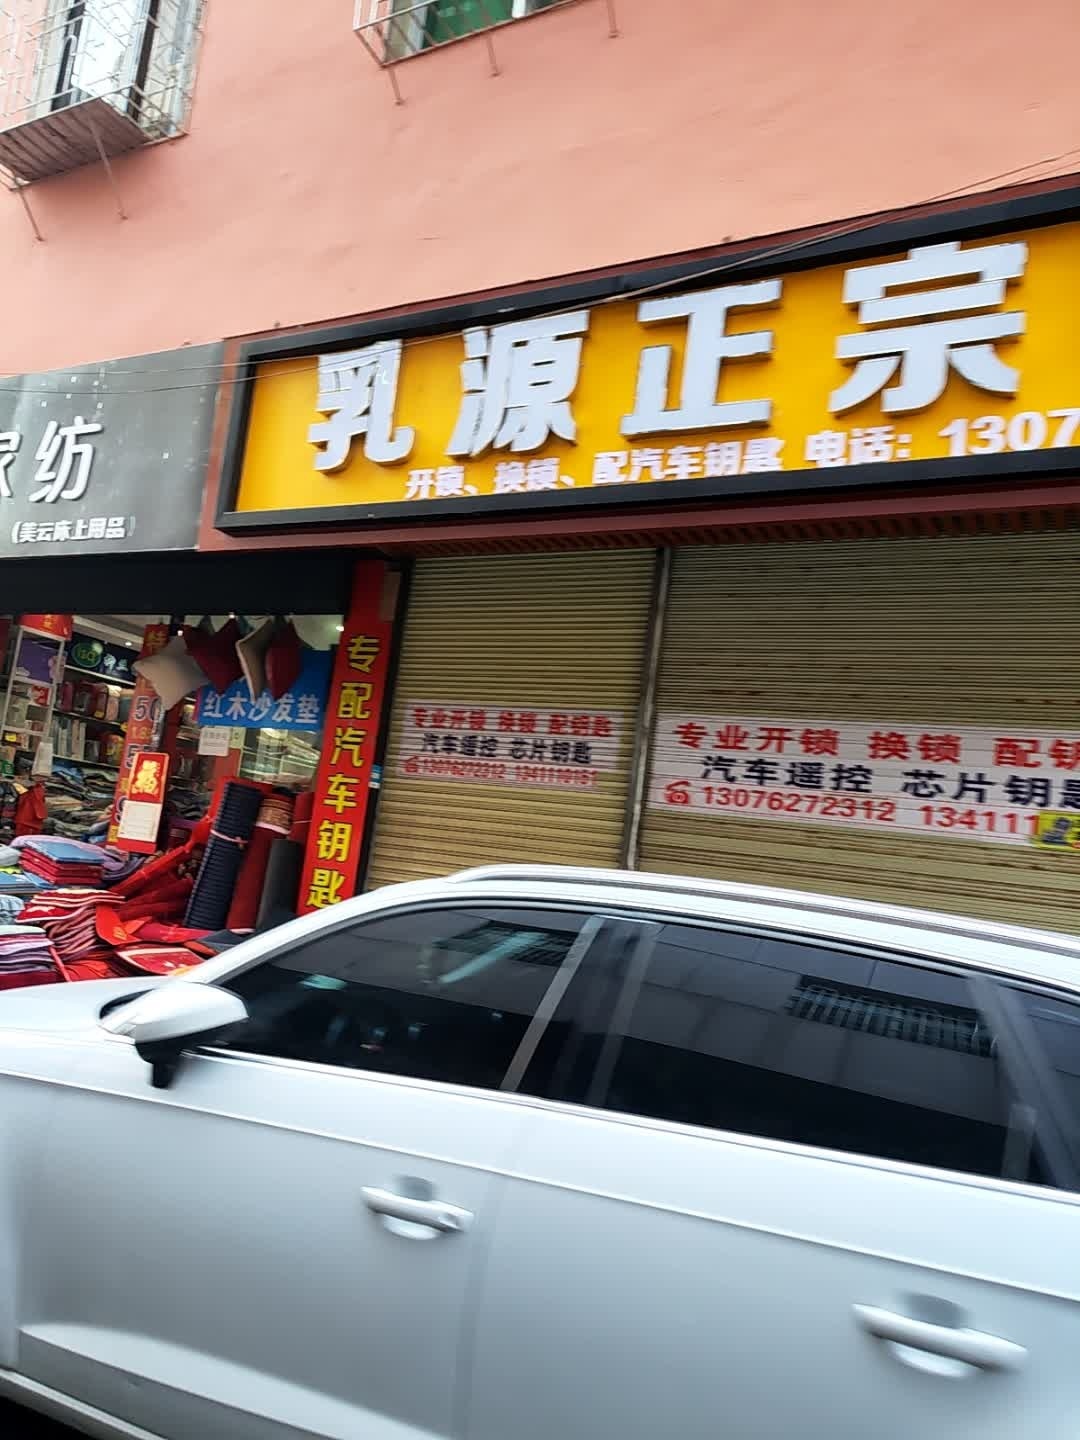 乳源正宗
开锁、换锁、配汽车钥匙 电话：1307
家纺
（美云床上用品）
专配汽车钥匙
红木沙发垫
专业开锁 换锁 配钥匙
汽车遥控 芯片钥匙
13076272312 1341110161
专业开锁 换锁 配钥
汽车遥控 芯片钥匙
13076272312 134111